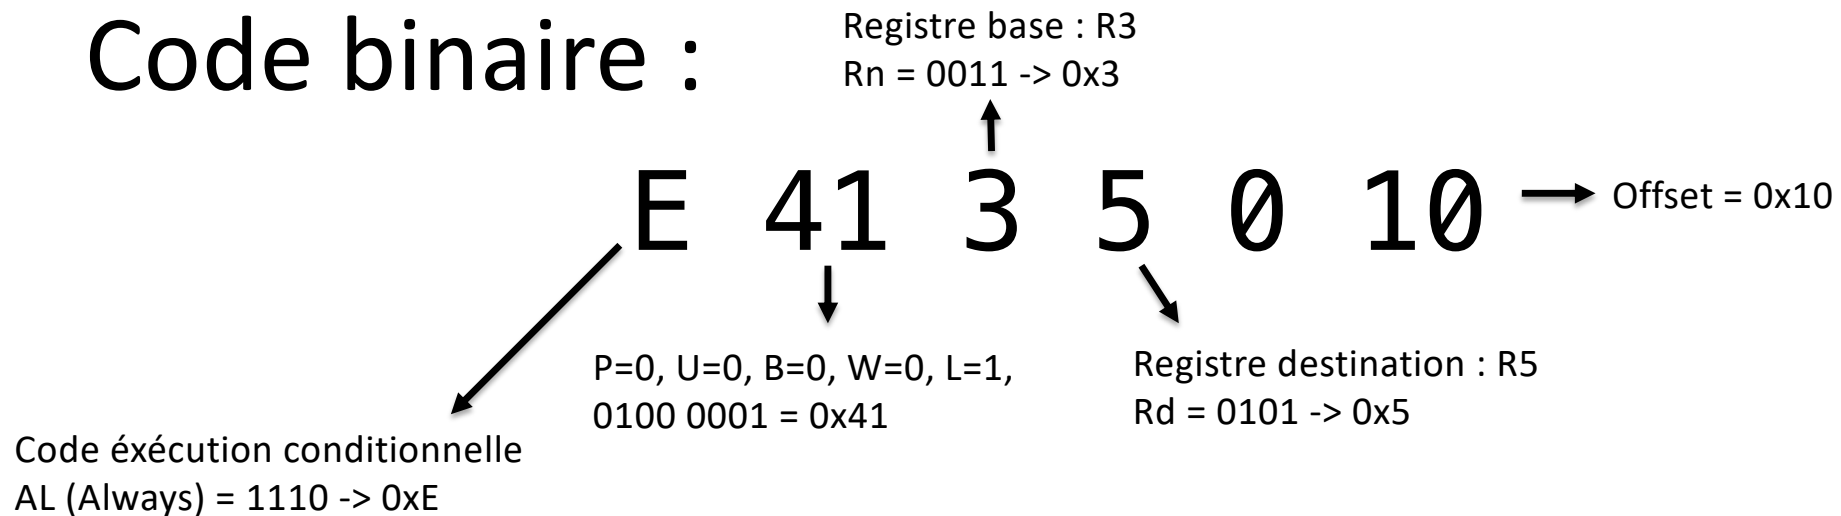 Code binaire :
Registre base : R3
Rn = 0011 -> 0x3
E 41 3 5 0 10
Offset = 0x10
P=0, U=0, B=0, W=0, L=1,
0100 0001 = 0x41
Registre destination : R5
Rd = 0101 -> 0x5
Code éxécution conditionnelle
AL (Always) = 1110 -> 0xE